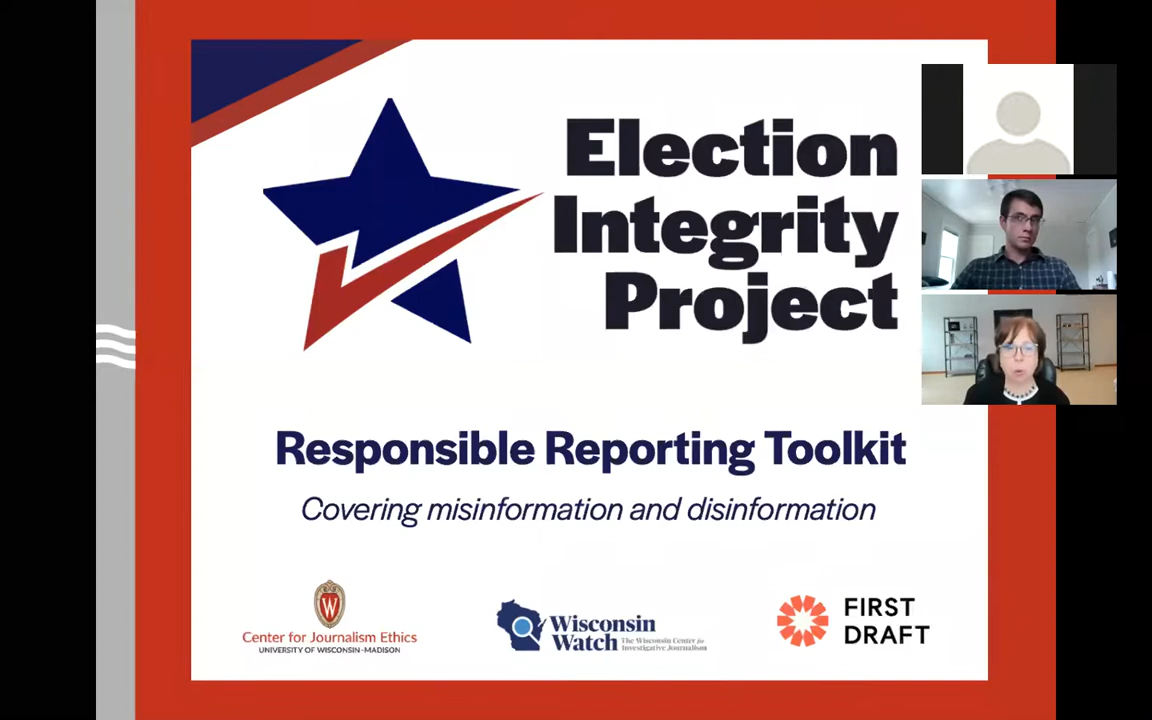 Election
Integrity
Project
Responsible Reporting Toolkit
Covering misinformation and disinformation
W
Center for Journalism Ethics
UNIVERSITY OF WISCONSIN-MADISON
Wisconsin
Watch The Wisconsin Center for
Investigative Journalism
FIRST
DRAFT